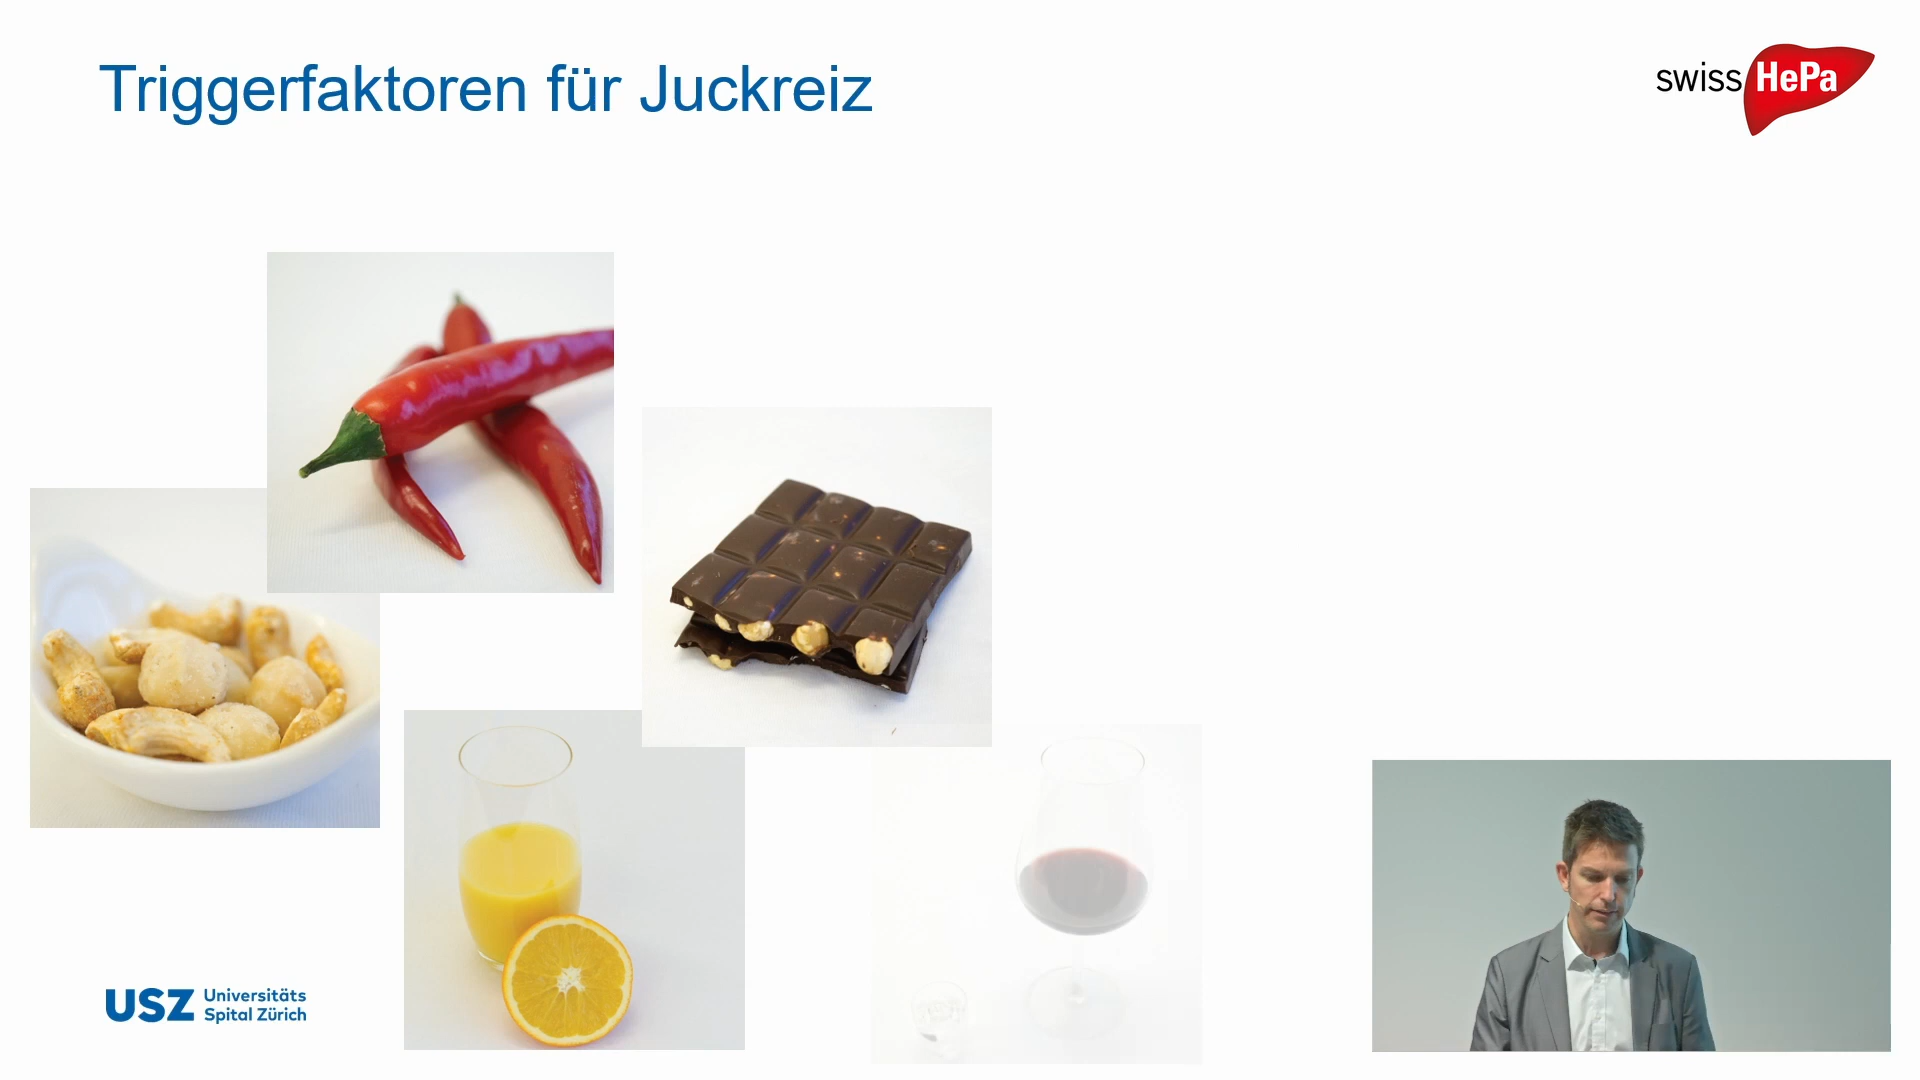 Triggerfaktoren für Juckreiz
swiss HePa
USZ Universitäts
Spital Zürich